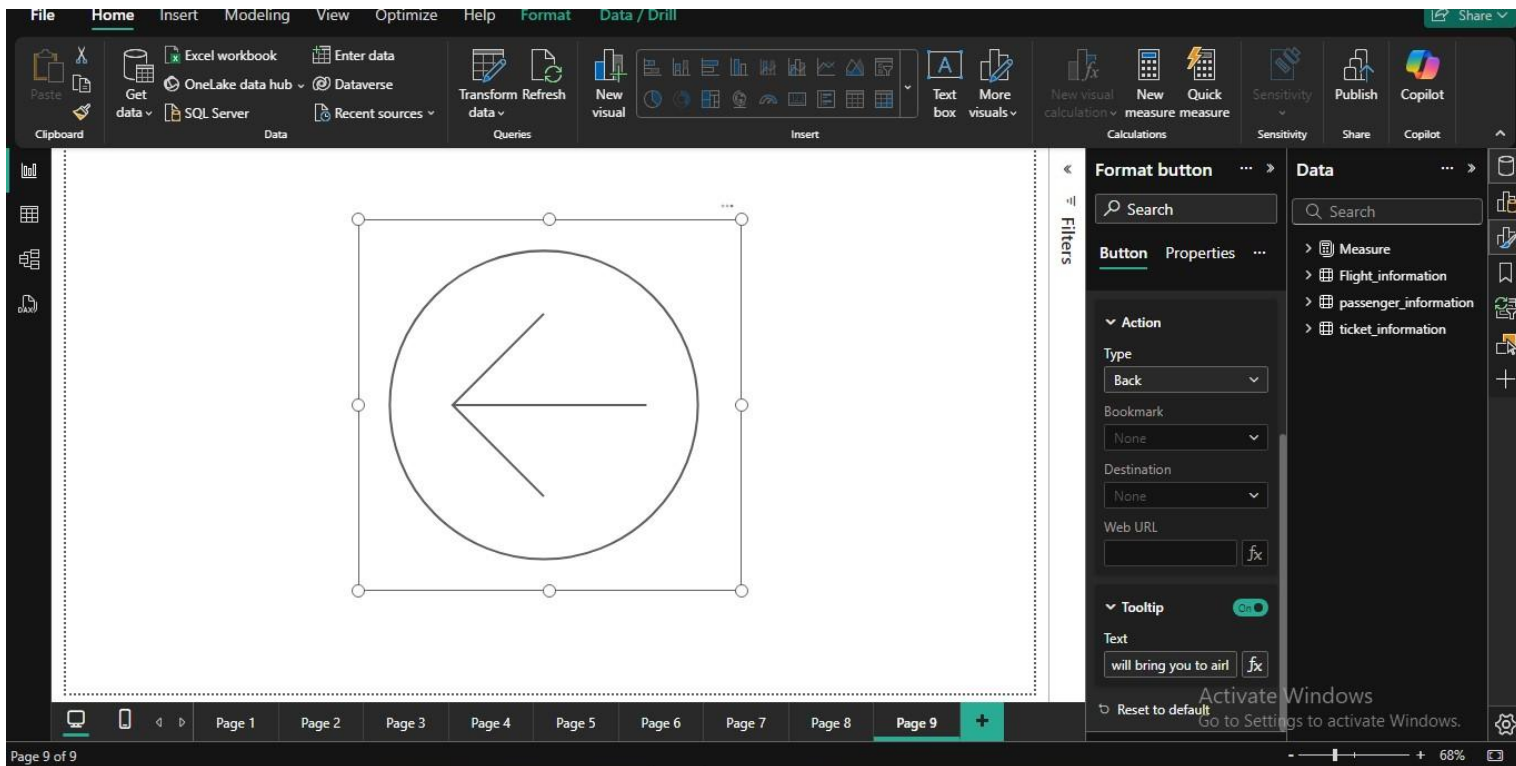 File Home Insert Modeling View Optimize Help Format Data / Drill Share
Paste
Clipboard
Get data
Excel workbook
OneLake data hub
SQL Server
Enter data
Dataverse
Recent sources
Data
Transform data
Refresh
Queries
New visual
A
Text box
More visuals
Insert
New visual calculation
fx
New measure
Quick measure
Calculations
Sensitivity
Sensitivity
Publish
Share
Copilot
Copilot
DAX
Filters
Format button
Search
Button Properties
Action
Type
Back
Bookmark
None
Destination
None
Web URL
fx
Tooltip On
Text
will bring you to airl fx
Reset to default
Data
Search
Measure
Flight_information
passenger_information
ticket_information
Activate Windows
Go to Settings to activate Windows.
Page 1 Page 2 Page 3 Page 4 Page 5 Page 6 Page 7 Page 8 Page 9 +
Page 9 of 9
- + 68%